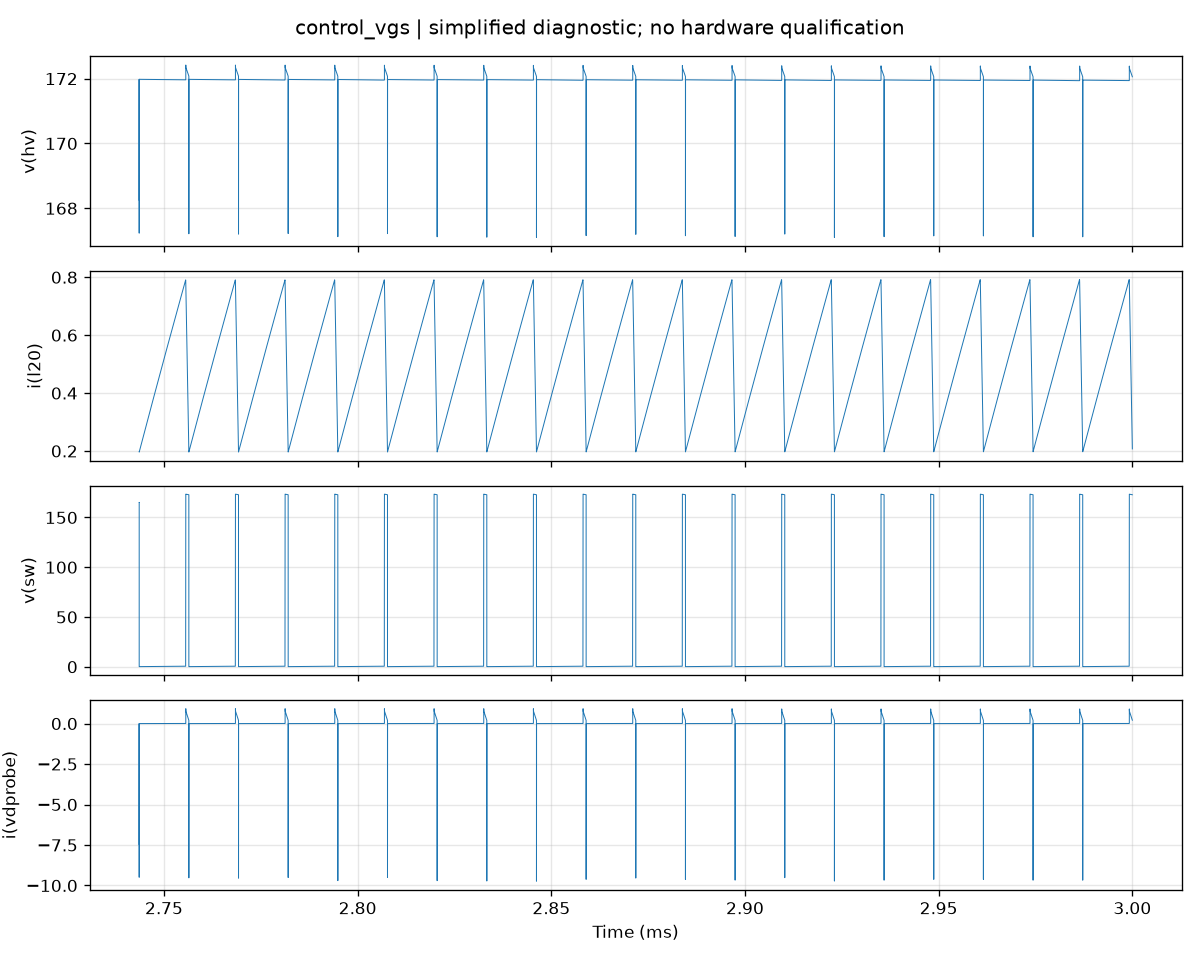 control_vgs | simplified diagnostic; no hardware qualification
v(hv)
172
170
168
i(l20)
0.8
0.6
0.4
0.2
v(sw)
150
100
50
0
i(vdprobe)
0.0
−2.5
−5.0
−7.5
−10.0
2.75 2.80 2.85 2.90 2.95 3.00
Time (ms)